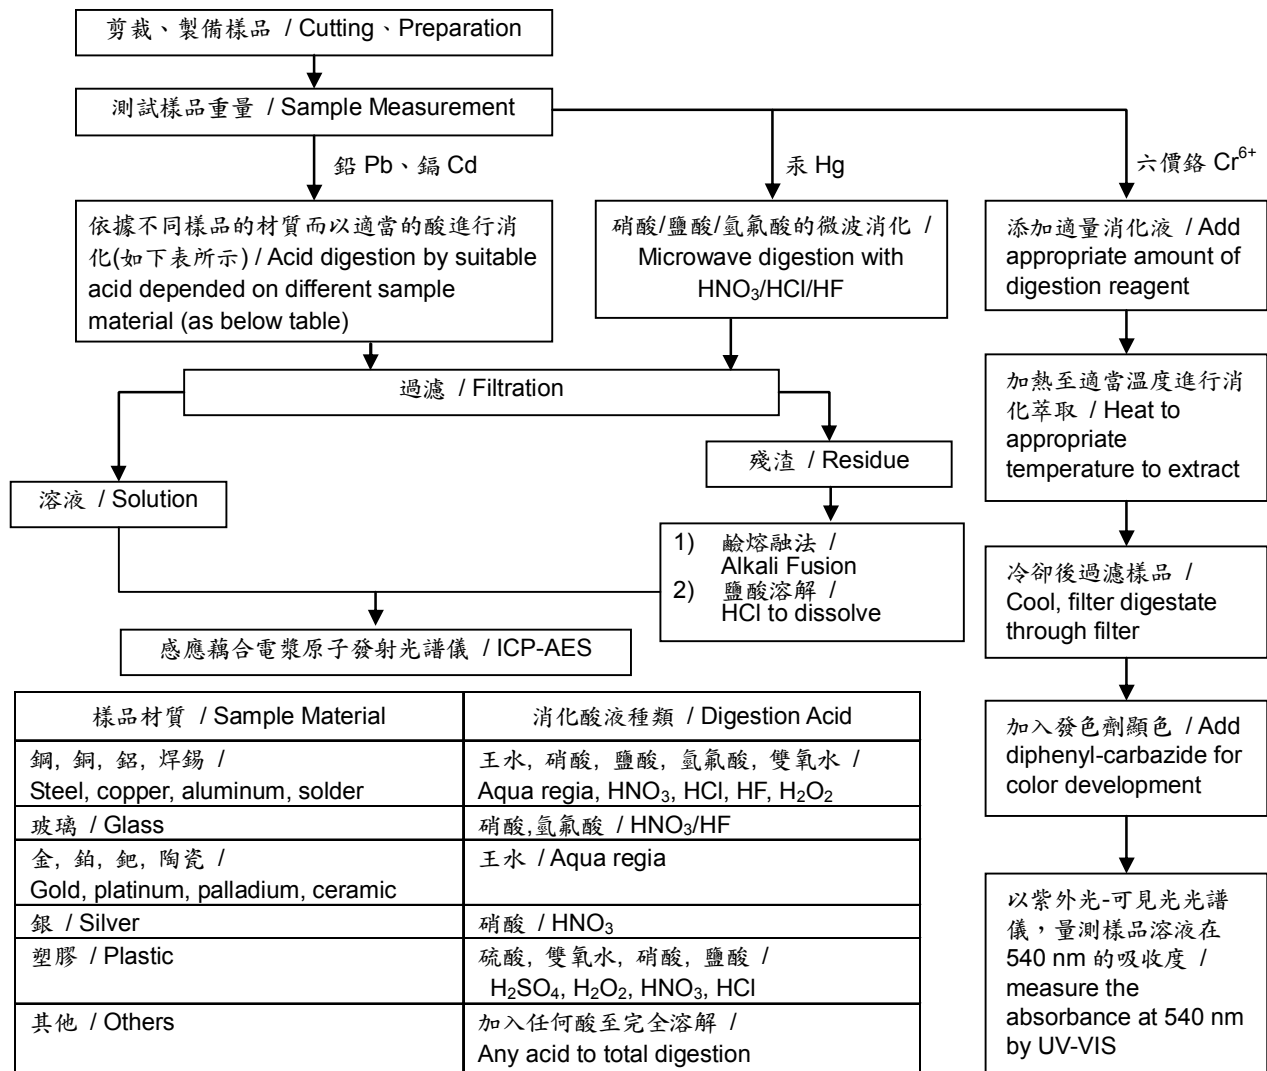 剪裁、製備樣品 / Cutting、Preparation
測試樣品重量 / Sample Measurement
鉛 Pb、鎘 Cd
汞 Hg
六價鉻 Cr⁶⁺
依據不同樣品的材質而以適當的酸進行消
化(如下表所示) / Acid digestion by suitable
acid depended on different sample
material (as below table)
硝酸/鹽酸/氫氟酸的微波消化 /
Microwave digestion with
HNO₃/HCl/HF
添加適量消化液 / Add
appropriate amount of
digestion reagent
過濾 / Filtration
加熱至適當溫度進行消
化萃取 / Heat to
appropriate
temperature to extract
溶液 / Solution
殘渣 / Residue
1) 鹼熔融法 /
Alkali Fusion
2) 鹽酸溶解 /
HCl to dissolve
冷卻後過濾樣品 /
Cool, filter digestate
through filter
感應藕合電漿原子發射光譜儀 / ICP-AES
加入發色劑顯色 / Add
diphenyl-carbazide for
color development
以紫外光-可見光光譜
儀，量測樣品溶液在
540 nm 的吸收度 /
measure the
absorbance at 540 nm
by UV-VIS
樣品材質 / Sample Material
消化酸液種類 / Digestion Acid
鋼, 銅, 鋁, 焊錫 /
Steel, copper, aluminum, solder
王水, 硝酸, 鹽酸, 氫氟酸, 雙氧水 /
Aqua regia, HNO₃, HCl, HF, H₂O₂
玻璃 / Glass
硝酸,氫氟酸 / HNO₃/HF
金, 鉑, 鈀, 陶瓷 /
Gold, platinum, palladium, ceramic
王水 / Aqua regia
銀 / Silver
硝酸 / HNO₃
塑膠 / Plastic
硫酸, 雙氧水, 硝酸, 鹽酸 /
H₂SO₄, H₂O₂, HNO₃, HCl
其他 / Others
加入任何酸至完全溶解 /
Any acid to total digestion